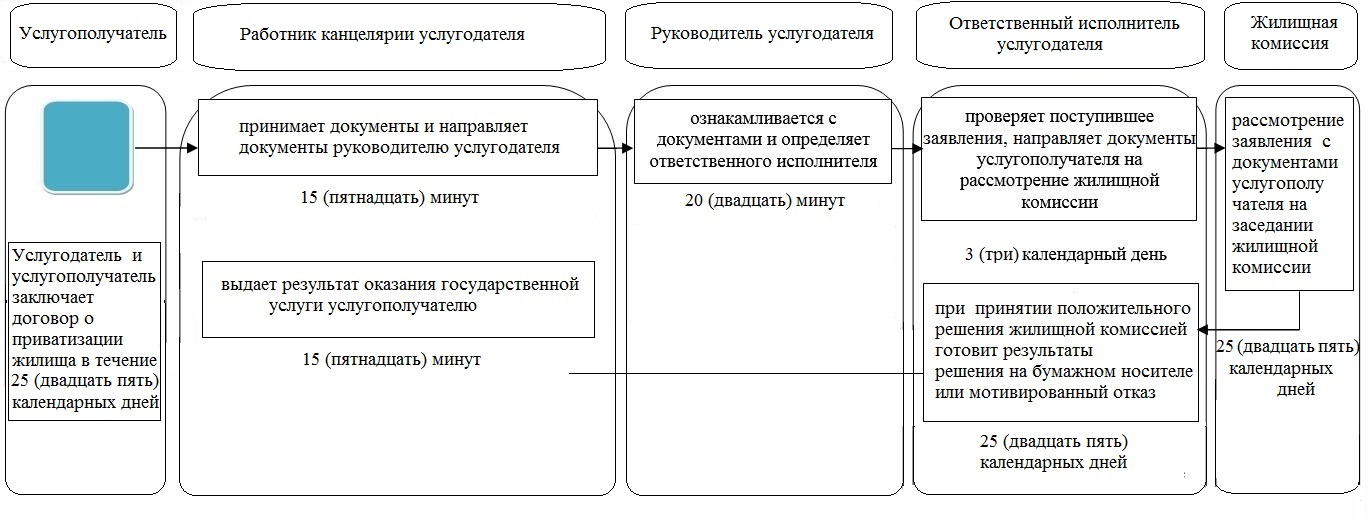 Услугополучатель
Работник канцелярии услугодателя
Руководитель услугодателя
Ответственный исполнитель
услугодателя
Жилищная
комиссия
принимает документы и направляет
документы руководителю услугодателя
15 (пятнадцать) минут
ознакамливается с
документами и определяет
ответственного исполнителя
20 (двадцать) минут
проверяет поступившее
заявления, направляет документы
услугополучателя на
рассмотрение жилищной
комиссии
3 (три) календарный день
рассмотрение
заявления с
документами
услугополу
чателя на
заседании
жилищной
комиссии
25 (двадцать пять)
календарных
дней
при принятии положительного
решения жилищной комиссией
готовит результаты
решения на бумажном носителе
или мотивированный отказ
25 (двадцать пять)
календарных дней
выдает результат оказания государственной
услуги услугополучателю
15 (пятнадцать) минут
Услугодатель и
услугополучатель
заключает
договор о
приватизации
жилища в течение
25 (двадцать пять)
календарных дней